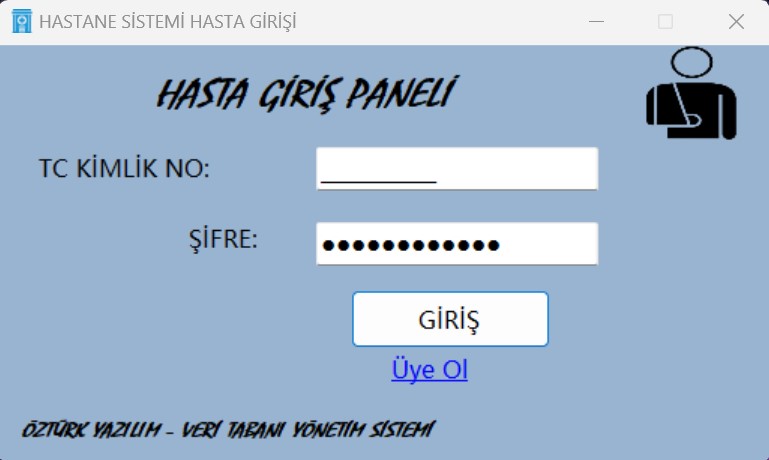 HASTANE SİSTEMİ HASTA GİRİŞİ
HASTA GİRİŞ PANELİ
TC KİMLİK NO: ___________
ŞİFRE: ●●●●●●●●●●●●
GİRİŞ
Üye Ol
ÖZTÜRK YAZILIM - VERİ TABANI YÖNETİM SİSTEMİ